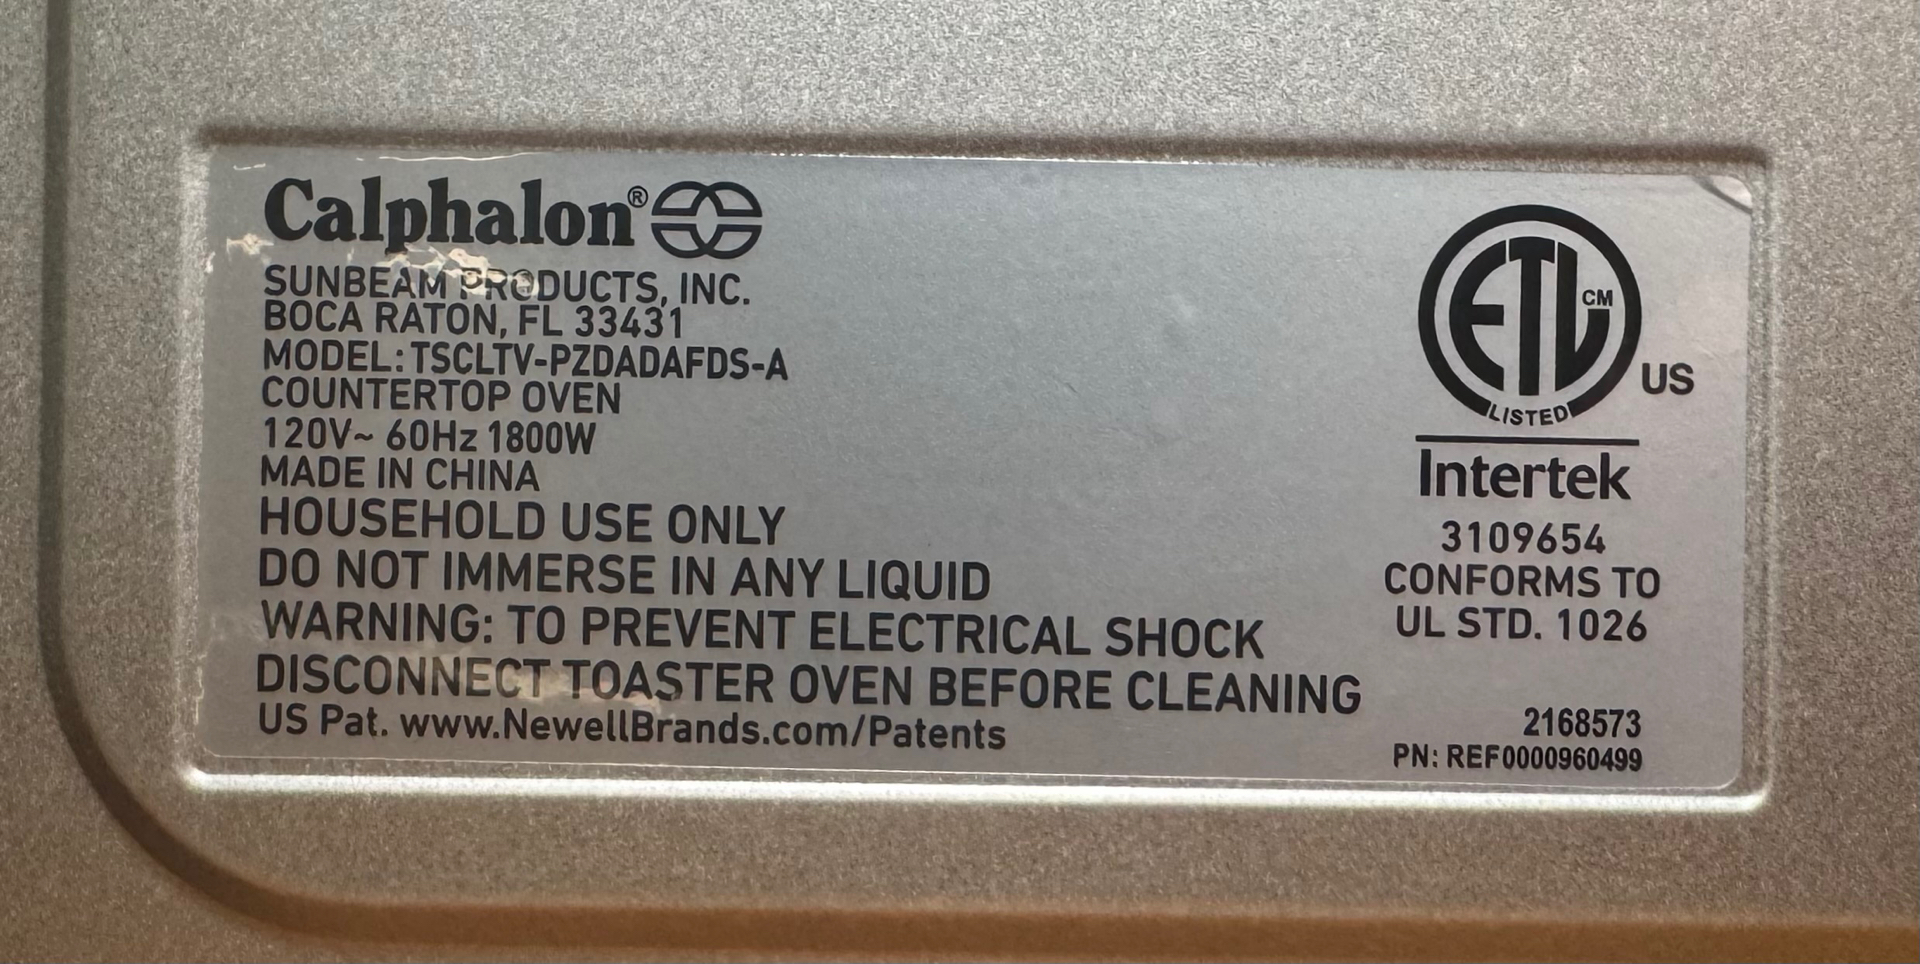 Calphalon®
SUNBEAM PRODUCTS, INC.
BOCA RATON, FL 33431
MODEL: TSCLTV-PZDADAFDS-A
COUNTERTOP OVEN
120V~ 60Hz 1800W
MADE IN CHINA
HOUSEHOLD USE ONLY
DO NOT IMMERSE IN ANY LIQUID
WARNING: TO PREVENT ELECTRICAL SHOCK
DISCONNECT TOASTER OVEN BEFORE CLEANING
US Pat. www.NewellBrands.com/Patents
ETL CM
LISTED
US
Intertek
3109654
CONFORMS TO
UL STD. 1026
2168573
PN: REF0000960499